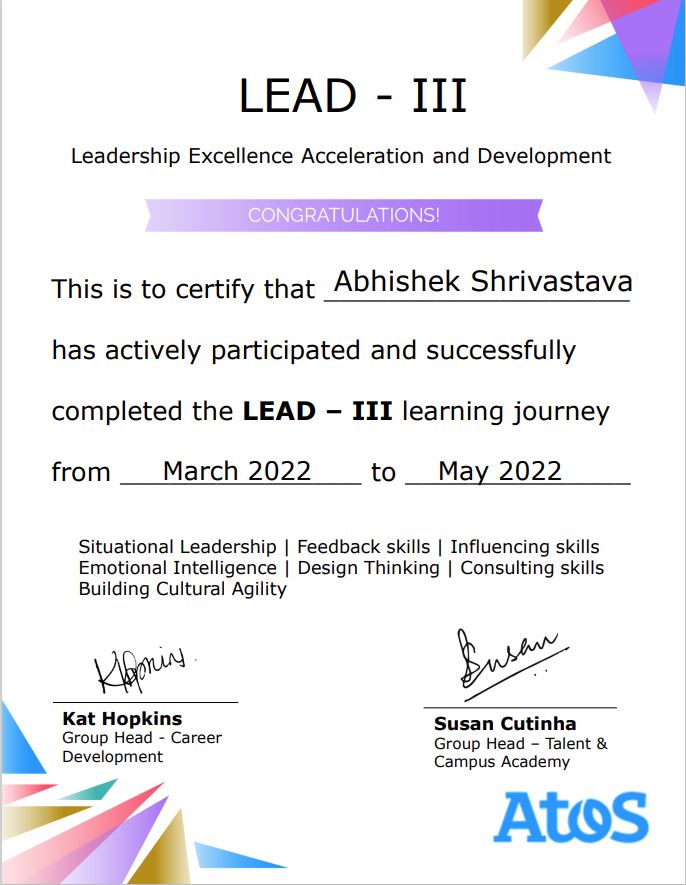 LEAD - III
Leadership Excellence Acceleration and Development
CONGRATULATIONS!
This is to certify that Abhishek Shrivastava
has actively participated and successfully
completed the LEAD – III learning journey
from March 2022 to May 2022
Situational Leadership | Feedback skills | Influencing skills
Emotional Intelligence | Design Thinking | Consulting skills
Building Cultural Agility
KHopkins
Susan
Kat Hopkins
Group Head - Career
Development
Susan Cutinha
Group Head – Talent &
Campus Academy
Atos